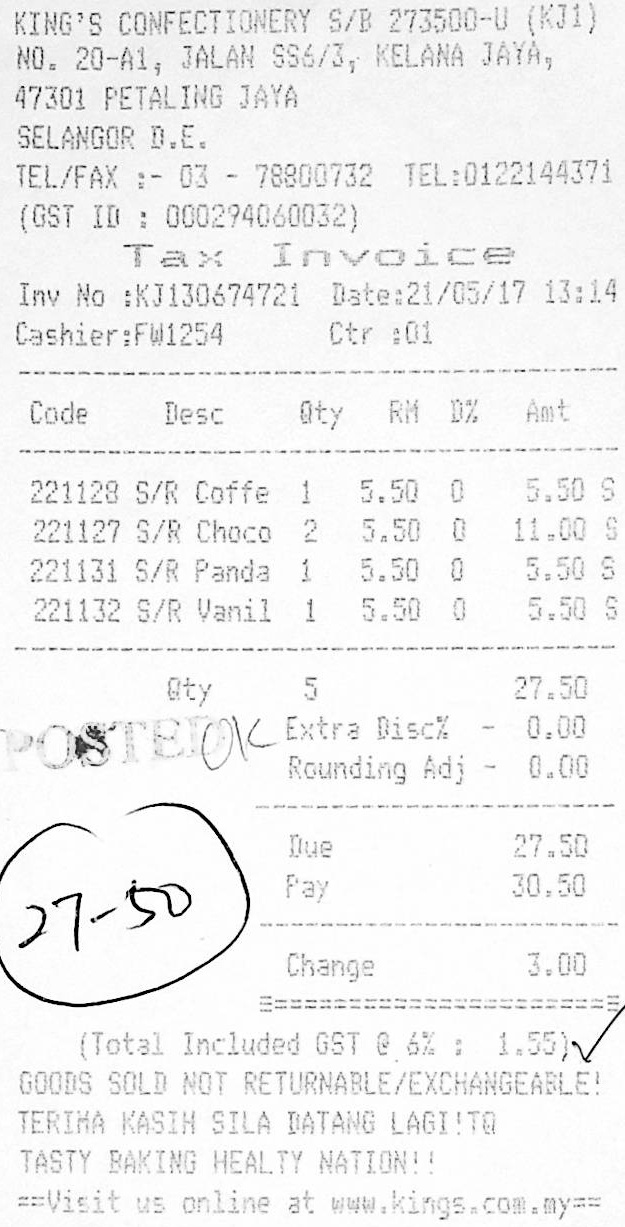 KING'S CONFECTIONERY S/B 273500-U (KJ1)
NO. 20-A1, JALAN SS6/3, KELANA JAYA,
47301 PETALING JAYA
SELANGOR D.E.
TEL/FAX :- 03 - 78800732 TEL:0122144371
(GST ID : 000294060032)
Tax Invoice
Inv No :KJ130674721 Date:21/05/17 13:14
Cashier:FW1254 Ctr :01
Code Desc Qty RM D% Amt
221128 S/R Coffe 1 5.50 0 5.50 S
221127 S/R Choco 2 5.50 0 11.00 S
221131 S/R Panda 1 5.50 0 5.50 S
221132 S/R Vanil 1 5.50 0 5.50 S
Qty 5 27.50
POSTED OK Extra Disc% - 0.00
Rounding Adj - 0.00
Due 27.50
Pay 30.50
27-50
Change 3.00
(Total Included GST @ 6% : 1.55)
GOODS SOLD NOT RETURNABLE/EXCHANGEABLE!
TERIMA KASIH SILA DATANG LAGI!TQ
TASTY BAKING HEALTY NATION!!
==Visit us online at www.kings.com.my==